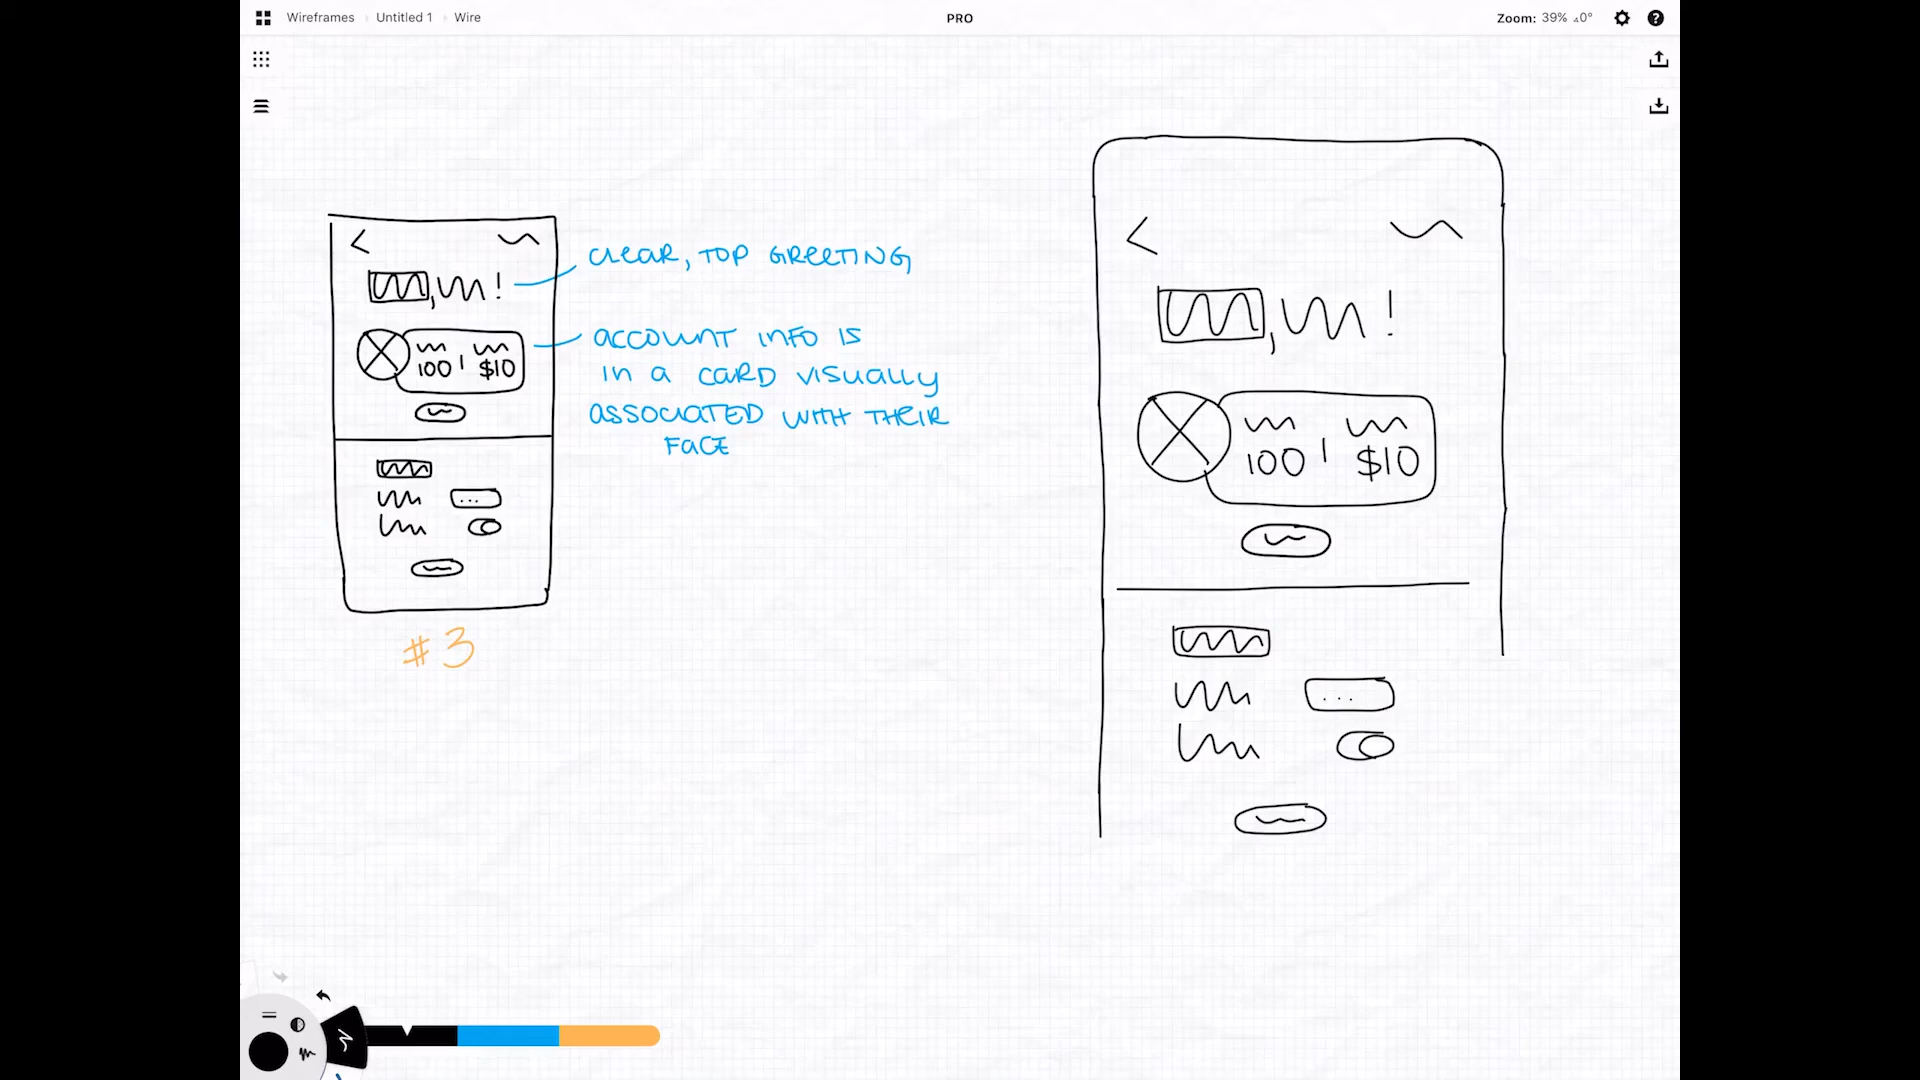 Wireframes › Untitled 1 › Wire
PRO
Zoom: 39% ⊿0°
CLEAR, TOP GREETING
!
ACCOUNT INFO IS
IN A CARD VISUALLY
ASSOCIATED WITH THEIR
FACE
100 | $10
...
#3
!
100 | $10
...